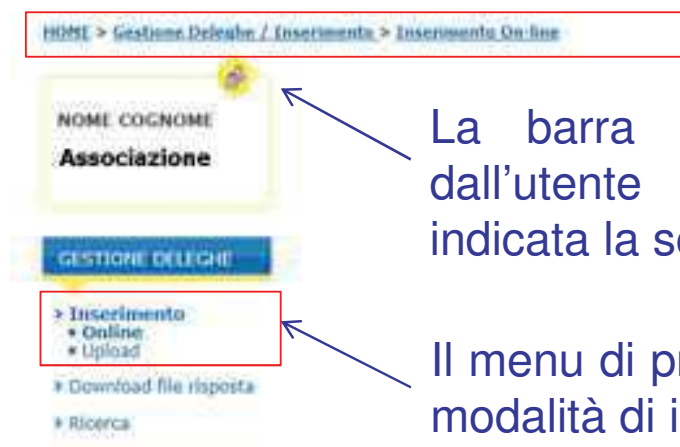 HOME > Gestione Deleghe / Inserimento > Inserimento On-line
NOME COGNOME
Associazione
La barra
dall'utente
indicata la s
GESTIONE DELEGHE
> Inserimento
• Online
• Upload
Il menu di p
modalità di i
» Download file risposta
» Ricerca